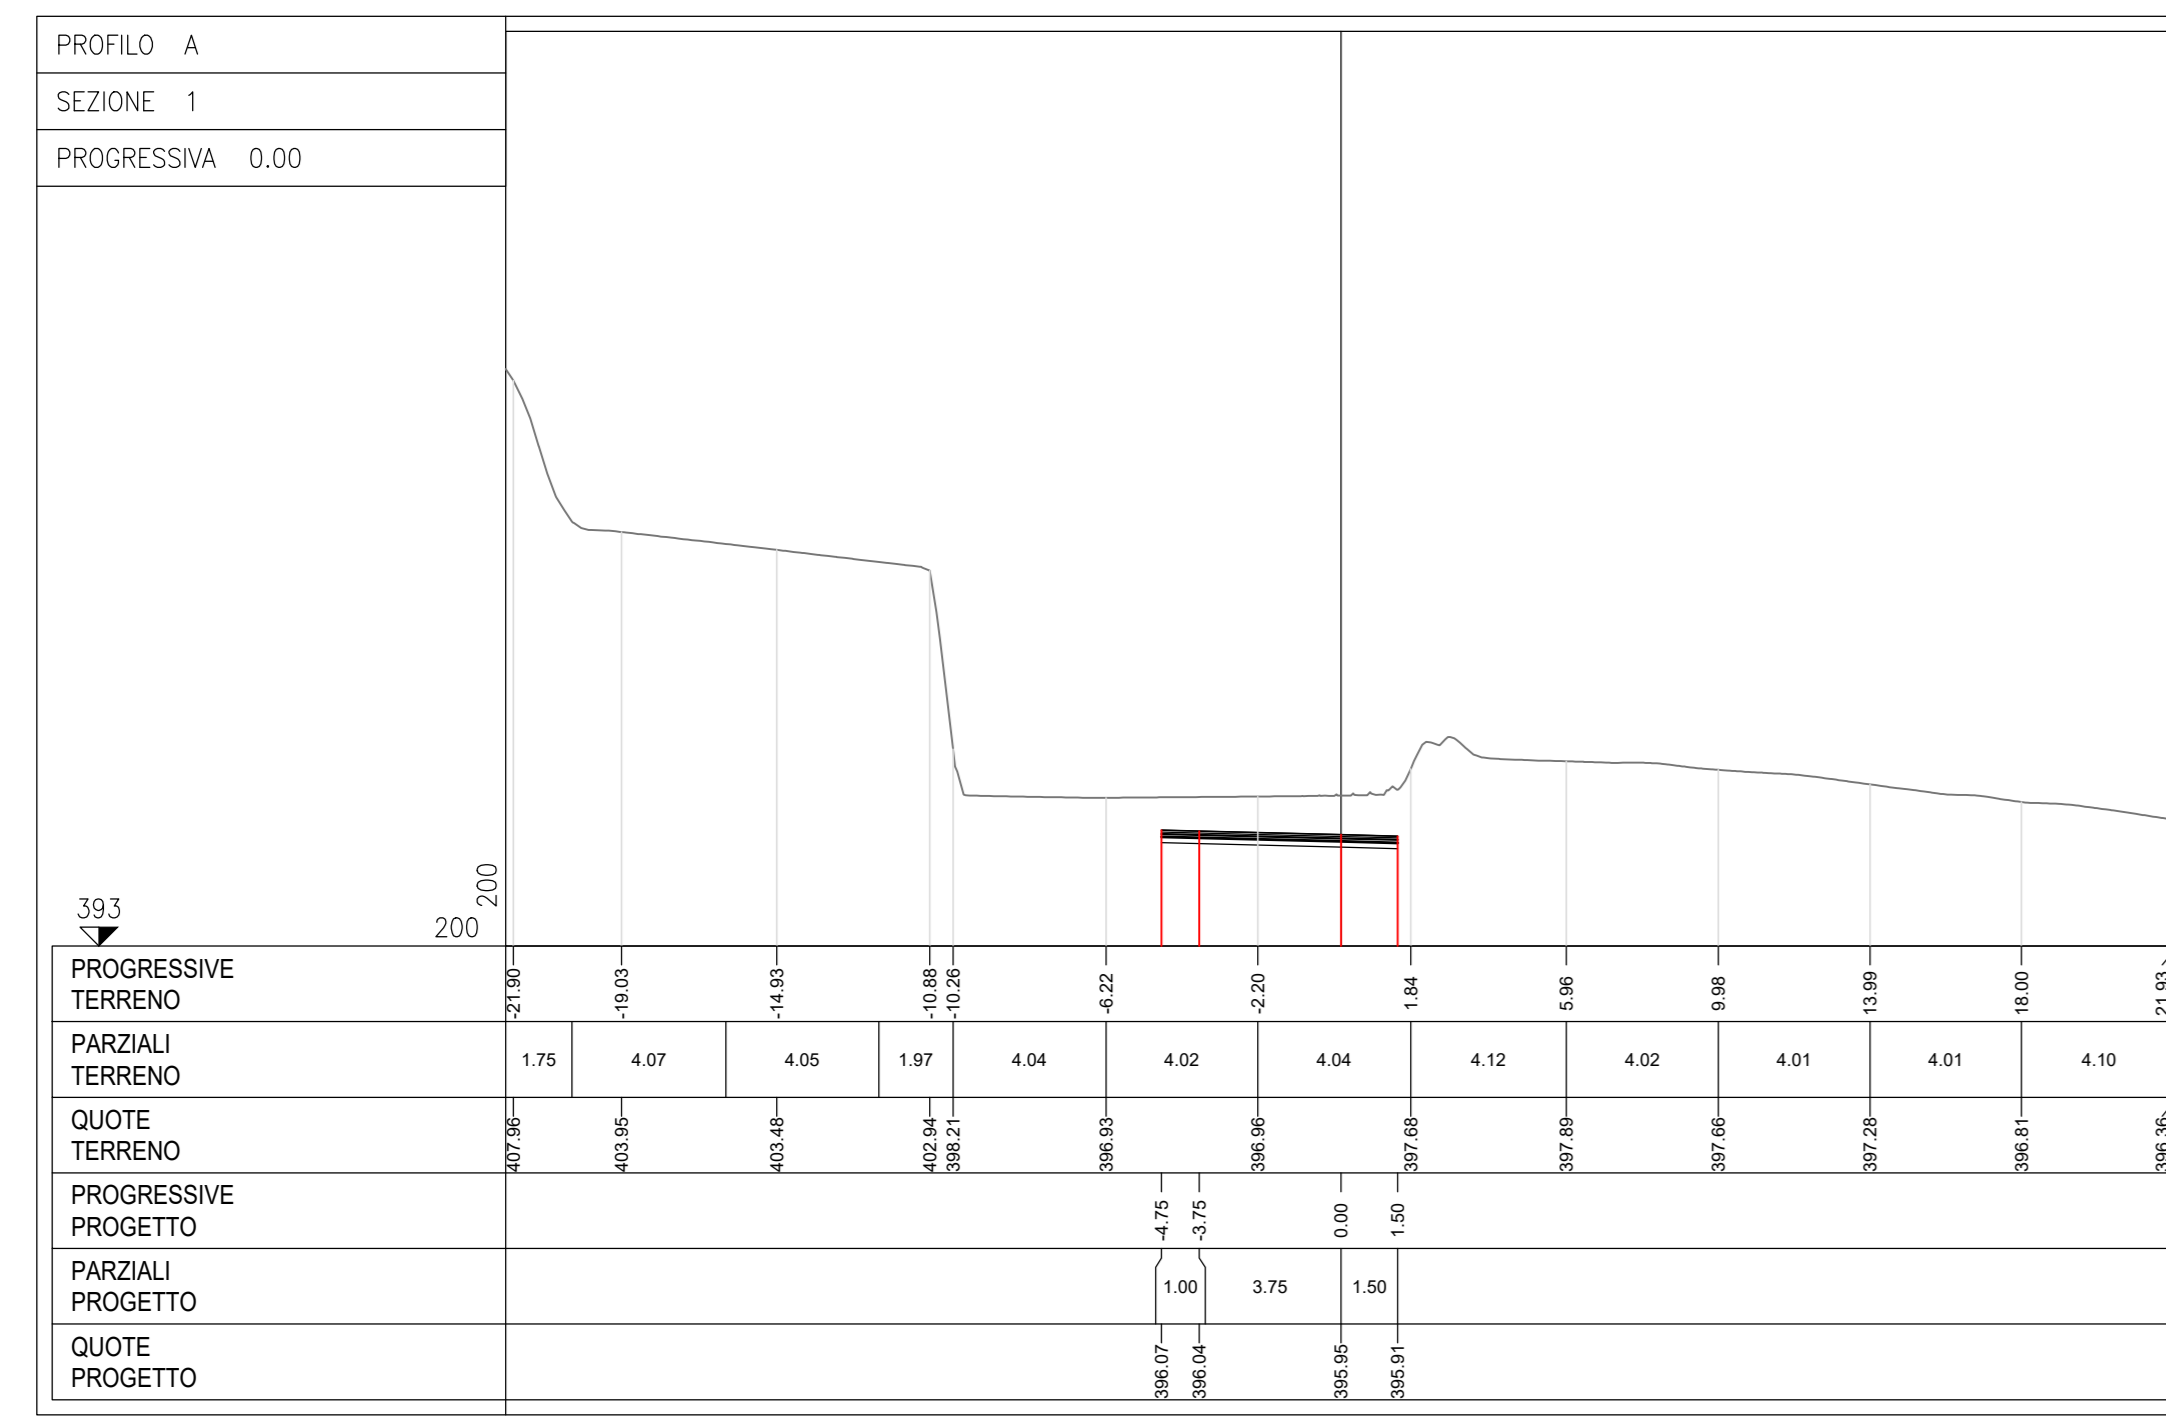 PROFILO A
SEZIONE 1
PROGRESSIVA 0.00
393
200
200
PROGRESSIVE
TERRENO
-21.90 -19.03 -14.93 -10.88 -10.26 -6.22 -2.20 1.84 5.96 9.98 13.99 18.00 21.93
PARZIALI
TERRENO
1.75 4.07 4.05 1.97 4.04 4.02 4.04 4.12 4.02 4.01 4.01 4.10
QUOTE
TERRENO
407.96 403.95 403.48 402.94 398.21 396.93 396.96 397.68 397.89 397.66 397.28 396.81 396.36
PROGRESSIVE
PROGETTO
-4.75 -3.75 0.00 1.50
PARZIALI
PROGETTO
1.00 3.75 1.50
QUOTE
PROGETTO
396.07 396.04 395.95 395.91